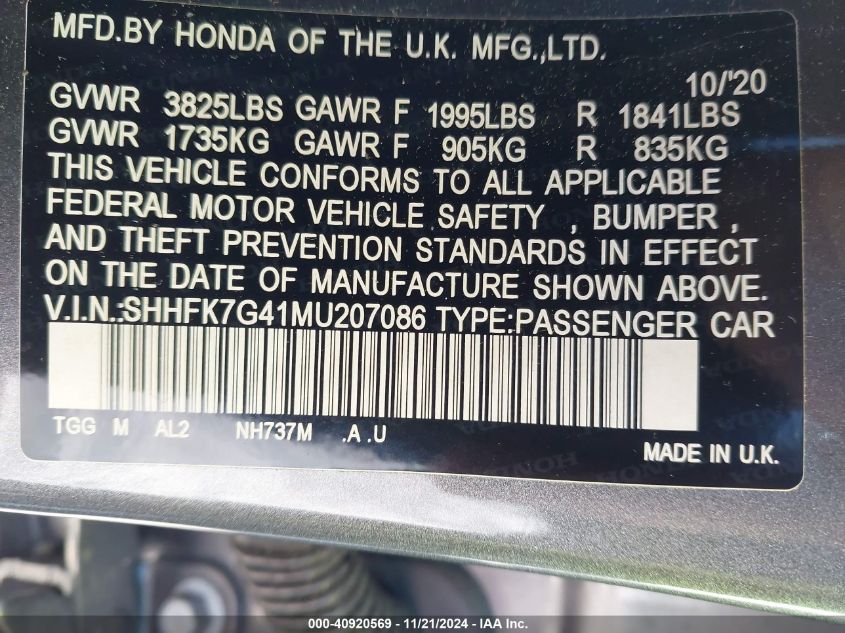 MFD.BY HONDA OF THE U.K. MFG.,LTD.
10/'20
GVWR 3825LBS GAWR F 1995LBS R 1841LBS
GVWR 1735KG GAWR F 905KG R 835KG
THIS VEHICLE CONFORMS TO ALL APPLICABLE
FEDERAL MOTOR VEHICLE SAFETY , BUMPER ,
AND THEFT PREVENTION STANDARDS IN EFFECT
ON THE DATE OF MANUFACTURE SHOWN ABOVE.
V.I.N.:SHHFK7G41MU207086 TYPE:PASSENGER CAR
TGG M AL2 NH737M .A .U
MADE IN U.K.
000-40920569 - 11/21/2024 - IAA Inc.